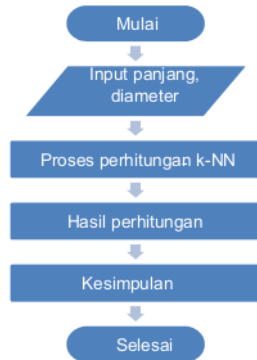 Mulai
Input panjang,
diameter
Proses perhitungan k-NN
Hasil perhitungan
Kesimpulan
Selesai